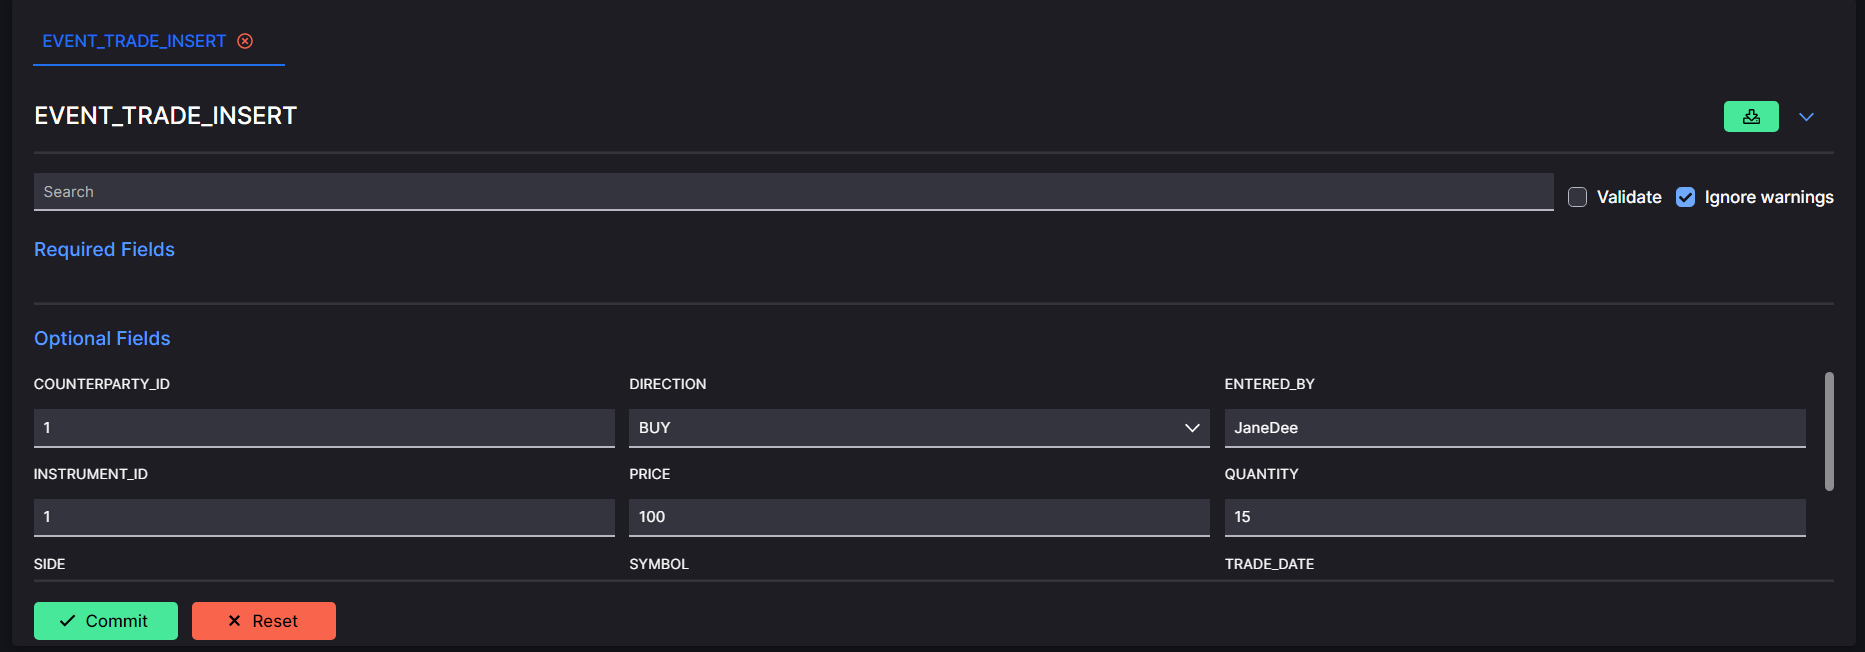 EVENT_TRADE_INSERT
EVENT_TRADE_INSERT
Search
Validate
Ignore warnings
Required Fields
Optional Fields
COUNTERPARTY_ID
DIRECTION
ENTERED_BY
1
BUY
JaneDee
INSTRUMENT_ID
PRICE
QUANTITY
1
100
15
SIDE
SYMBOL
TRADE_DATE
Commit
Reset